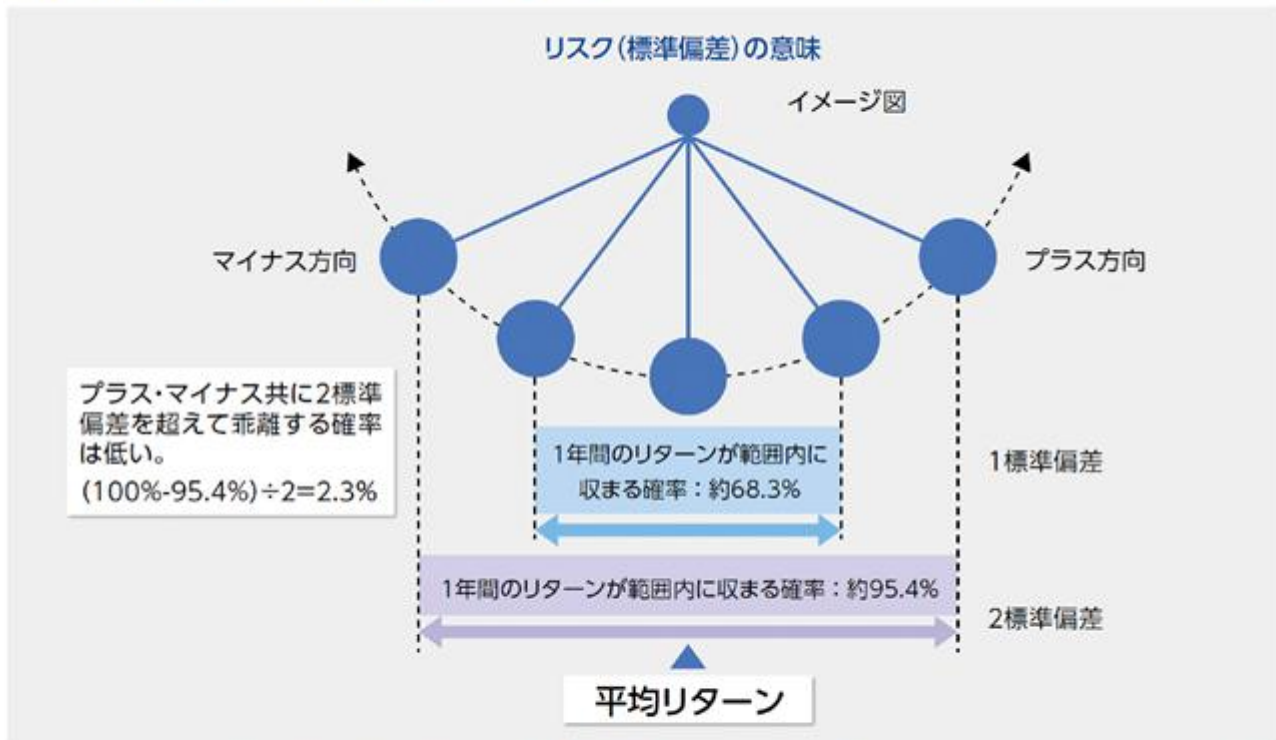 リスク(標準偏差)の意味
イメージ図
マイナス方向
プラス方向
プラス・マイナス共に2標準
偏差を超えて乖離する確率
は低い。
(100%-95.4%)÷2=2.3%
1年間のリターンが範囲内に
収まる確率：約68.3%
1標準偏差
1年間のリターンが範囲内に収まる確率：約95.4%
2標準偏差
平均リターン